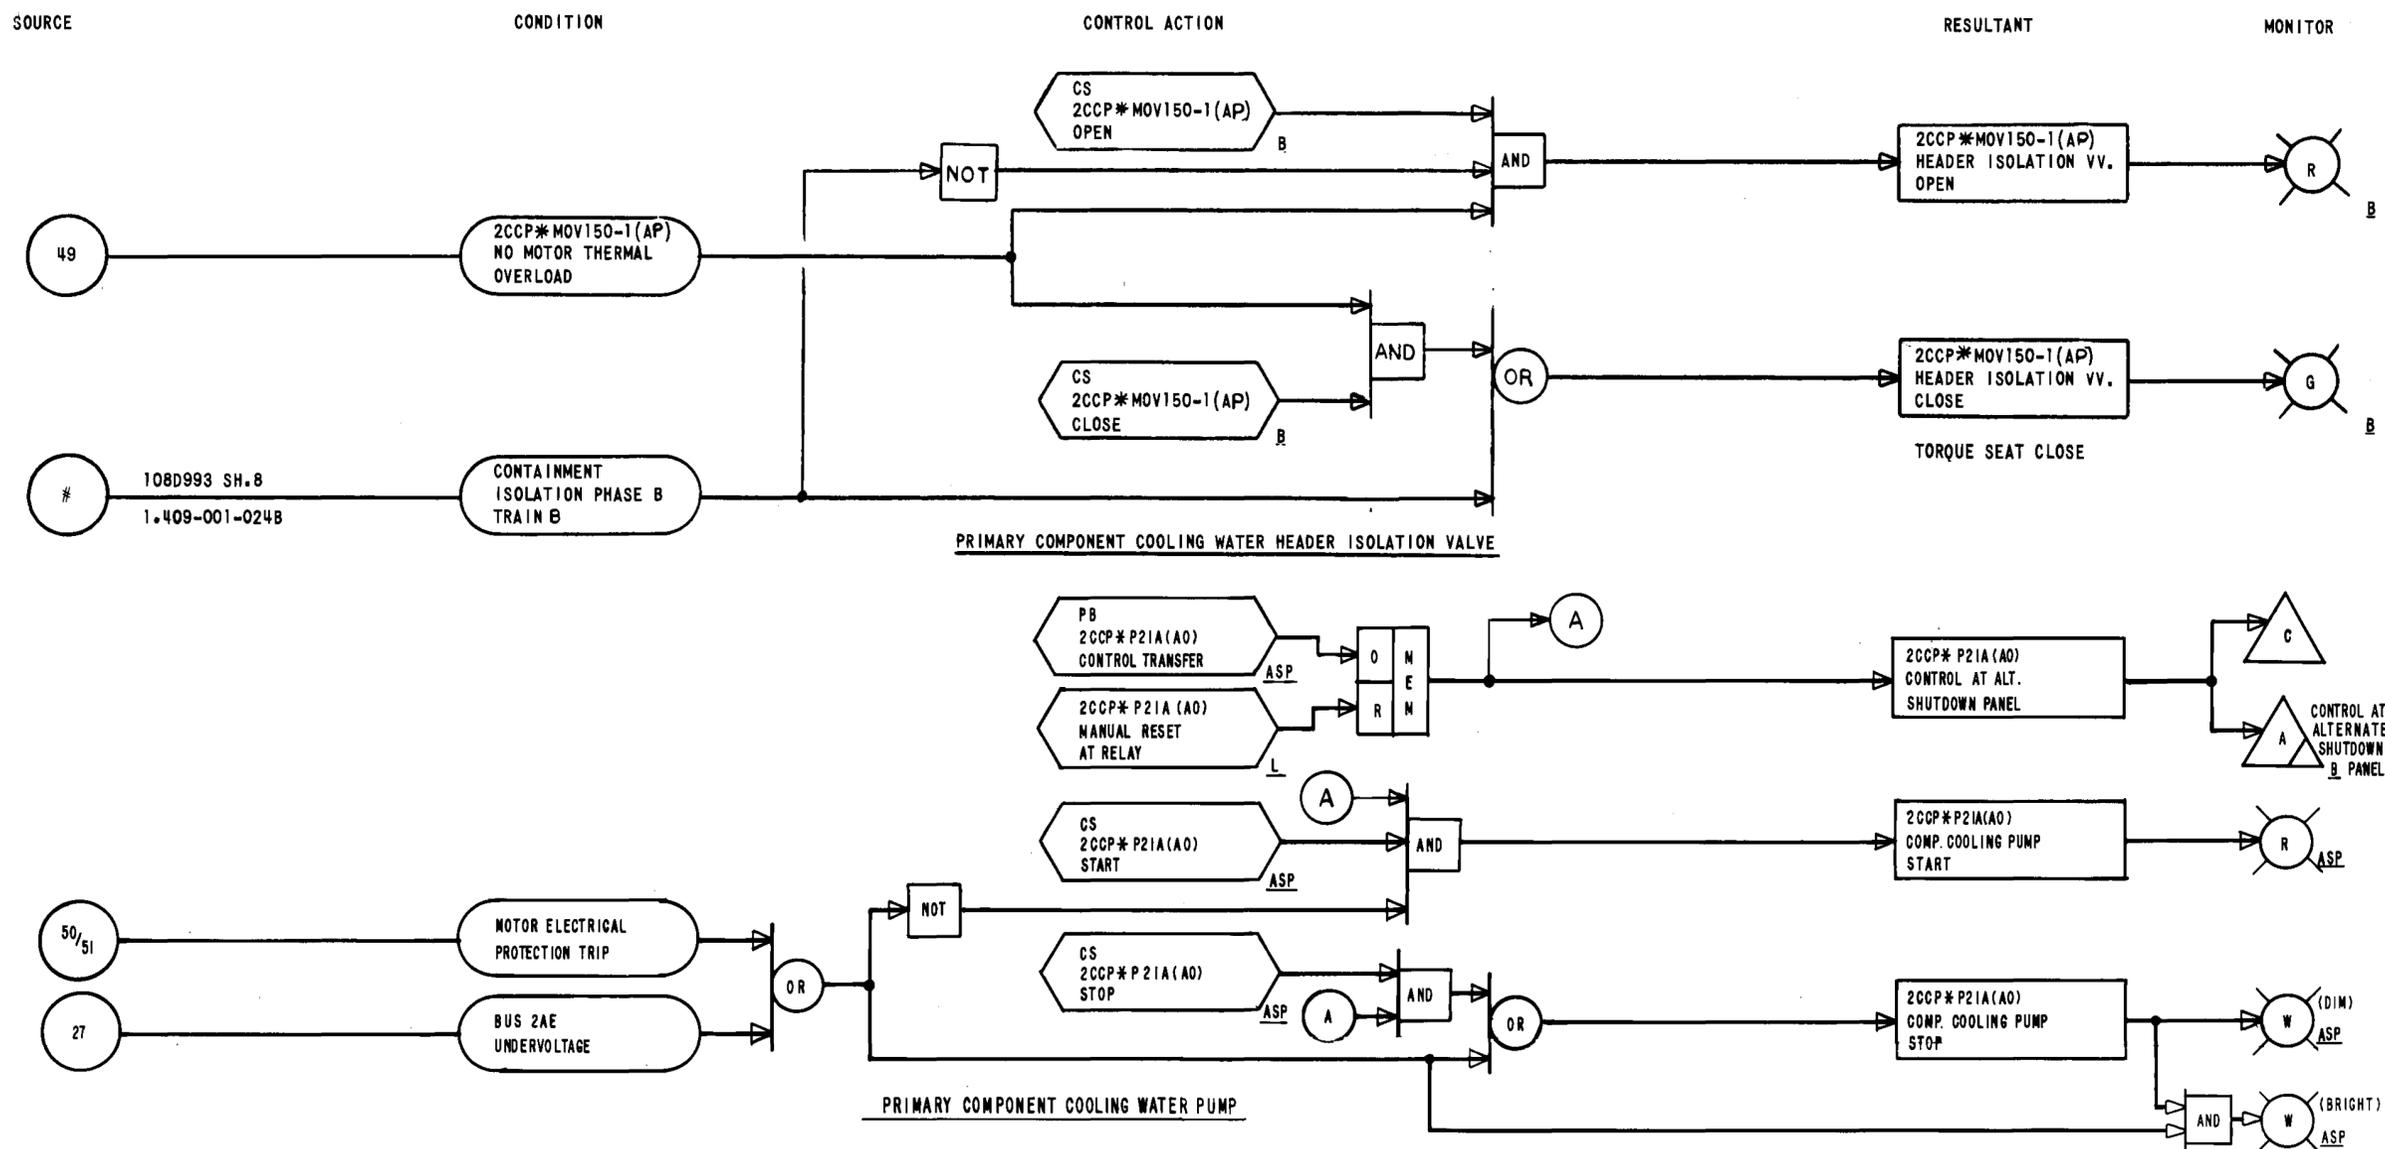 SOURCE
CONDITION
CONTROL ACTION
RESULTANT
MONITOR
CS
2CCP*MOV150-1(AP)
OPEN
B
NOT
AND
2CCP*MOV150-1(AP)
HEADER ISOLATION VV.
OPEN
R
B
49
2CCP*MOV150-1(AP)
NO MOTOR THERMAL
OVERLOAD
AND
CS
2CCP*MOV150-1(AP)
CLOSE
B
OR
2CCP*MOV150-1(AP)
HEADER ISOLATION VV.
CLOSE
G
B
TORQUE SEAT CLOSE
#
108D993 SH.8
1.409-001-024B
CONTAINMENT
ISOLATION PHASE B
TRAIN B
PRIMARY COMPONENT COOLING WATER HEADER ISOLATION VALVE
PB
2CCP*P21A(AO)
CONTROL TRANSFER
ASP
2CCP*P21A(AO)
MANUAL RESET
AT RELAY
L
O
R
M
E
M
A
2CCP*P21A(AO)
CONTROL AT ALT.
SHUTDOWN PANEL
C
A
CONTROL AT
ALTERNATE
SHUTDOWN
B PANEL
A
CS
2CCP*P21A(AO)
START
ASP
AND
2CCP*P21A(AO)
COMP. COOLING PUMP
START
R
ASP
50/51
MOTOR ELECTRICAL
PROTECTION TRIP
27
BUS 2AE
UNDERVOLTAGE
OR
NOT
CS
2CCP*P21A(AO)
STOP
ASP
A
AND
OR
2CCP*P21A(AO)
COMP. COOLING PUMP
STOP
W
(DIM)
ASP
AND
W
(BRIGHT)
ASP
PRIMARY COMPONENT COOLING WATER PUMP